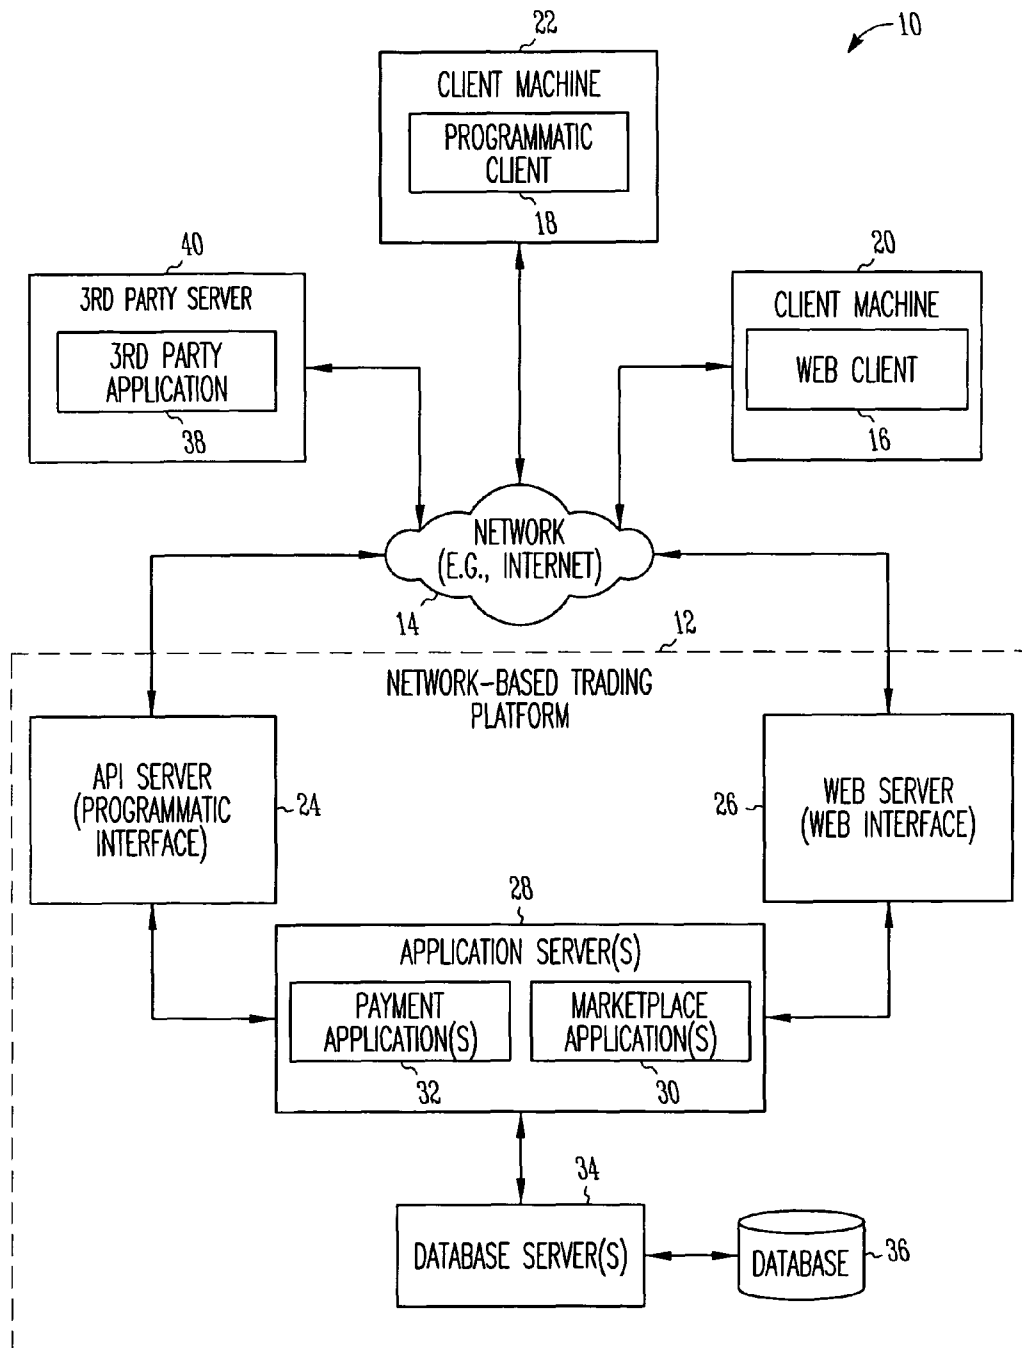 10
22
CLIENT MACHINE
PROGRAMMATIC
CLIENT
18
40
3RD PARTY SERVER
3RD PARTY
APPLICATION
38
20
CLIENT MACHINE
WEB CLIENT
16
NETWORK
(E.G., INTERNET)
14
12
NETWORK-BASED TRADING
PLATFORM
API SERVER
(PROGRAMMATIC
INTERFACE)
24
26
WEB SERVER
(WEB INTERFACE)
28
APPLICATION SERVER(S)
PAYMENT
APPLICATION(S)
32
MARKETPLACE
APPLICATION(S)
30
34
DATABASE SERVER(S)
DATABASE
36